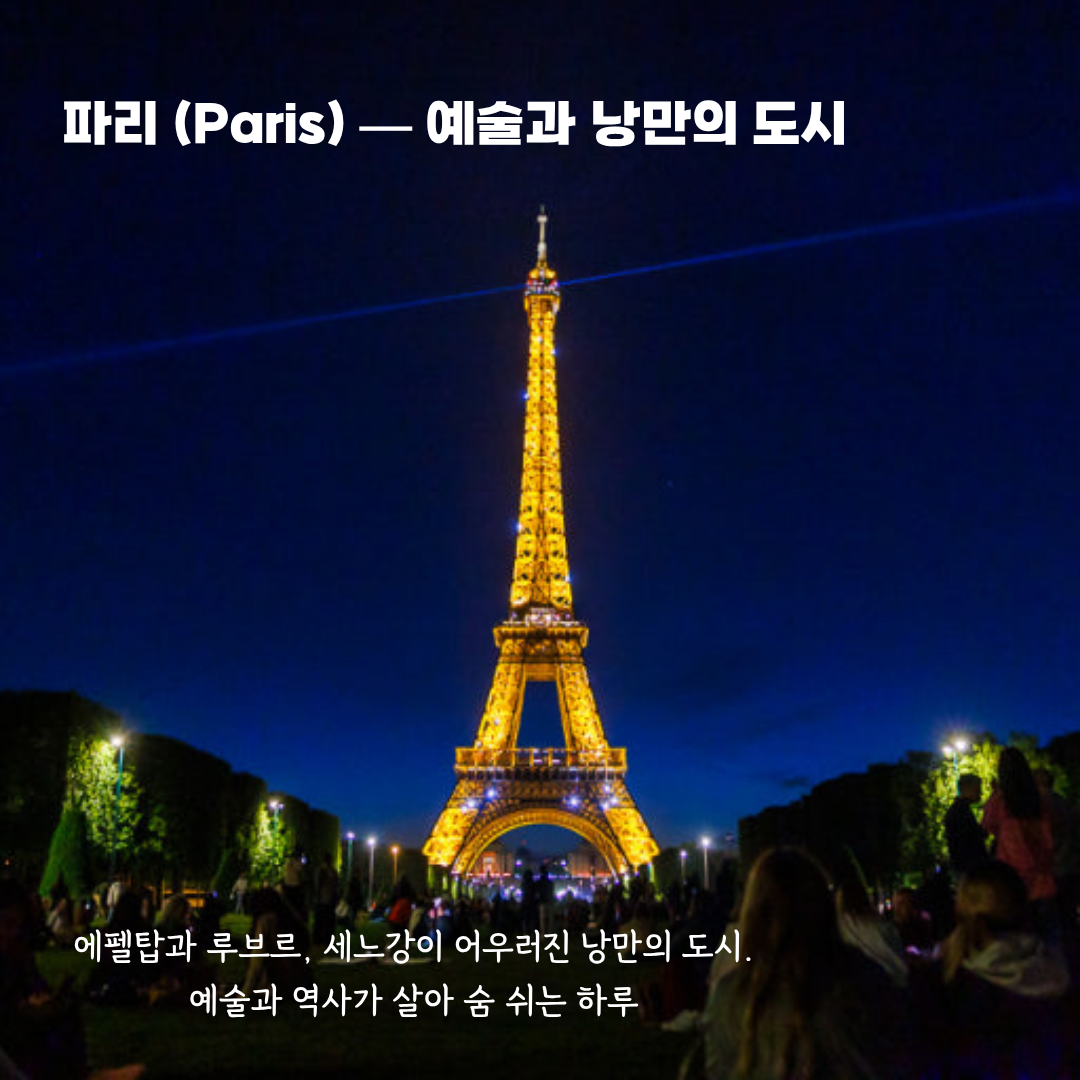 파리 (Paris) — 예술과 낭만의 도시
에펠탑과 루브르, 세느강이 어우러진 낭만의 도시.
예술과 역사가 살아 숨 쉬는 하루